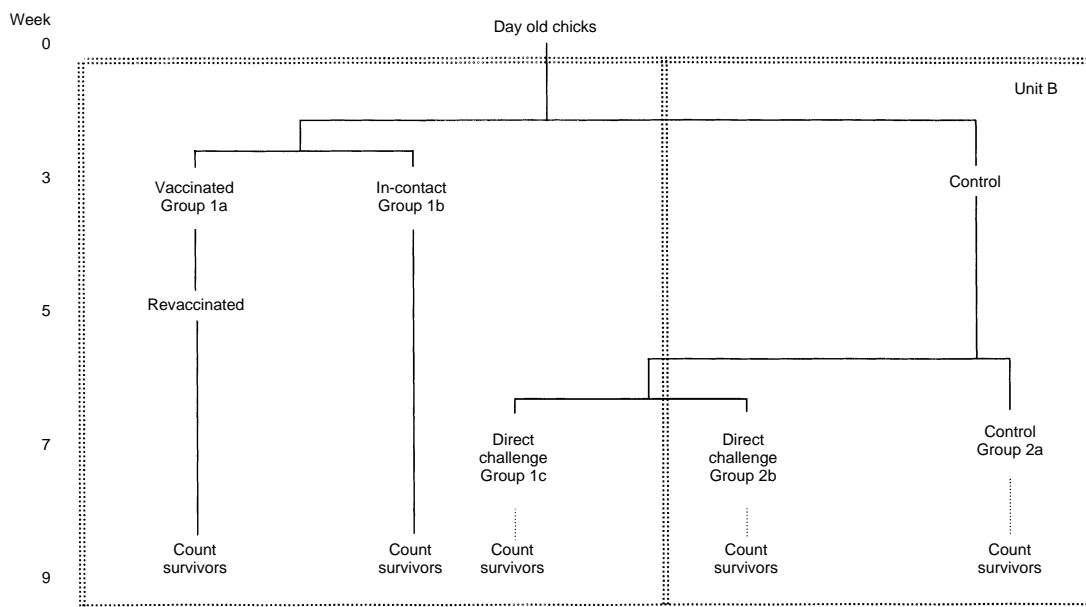 Week
Day old chicks
0
Unit B
3
Vaccinated
Group 1a
In-contact
Group 1b
Control
Revaccinated
5
7
Direct
challenge
Group 1c
Direct
challenge
Group 2b
Control
Group 2a
Count
survivors
Count
survivors
Count
survivors
Count
survivors
Count
survivors
9